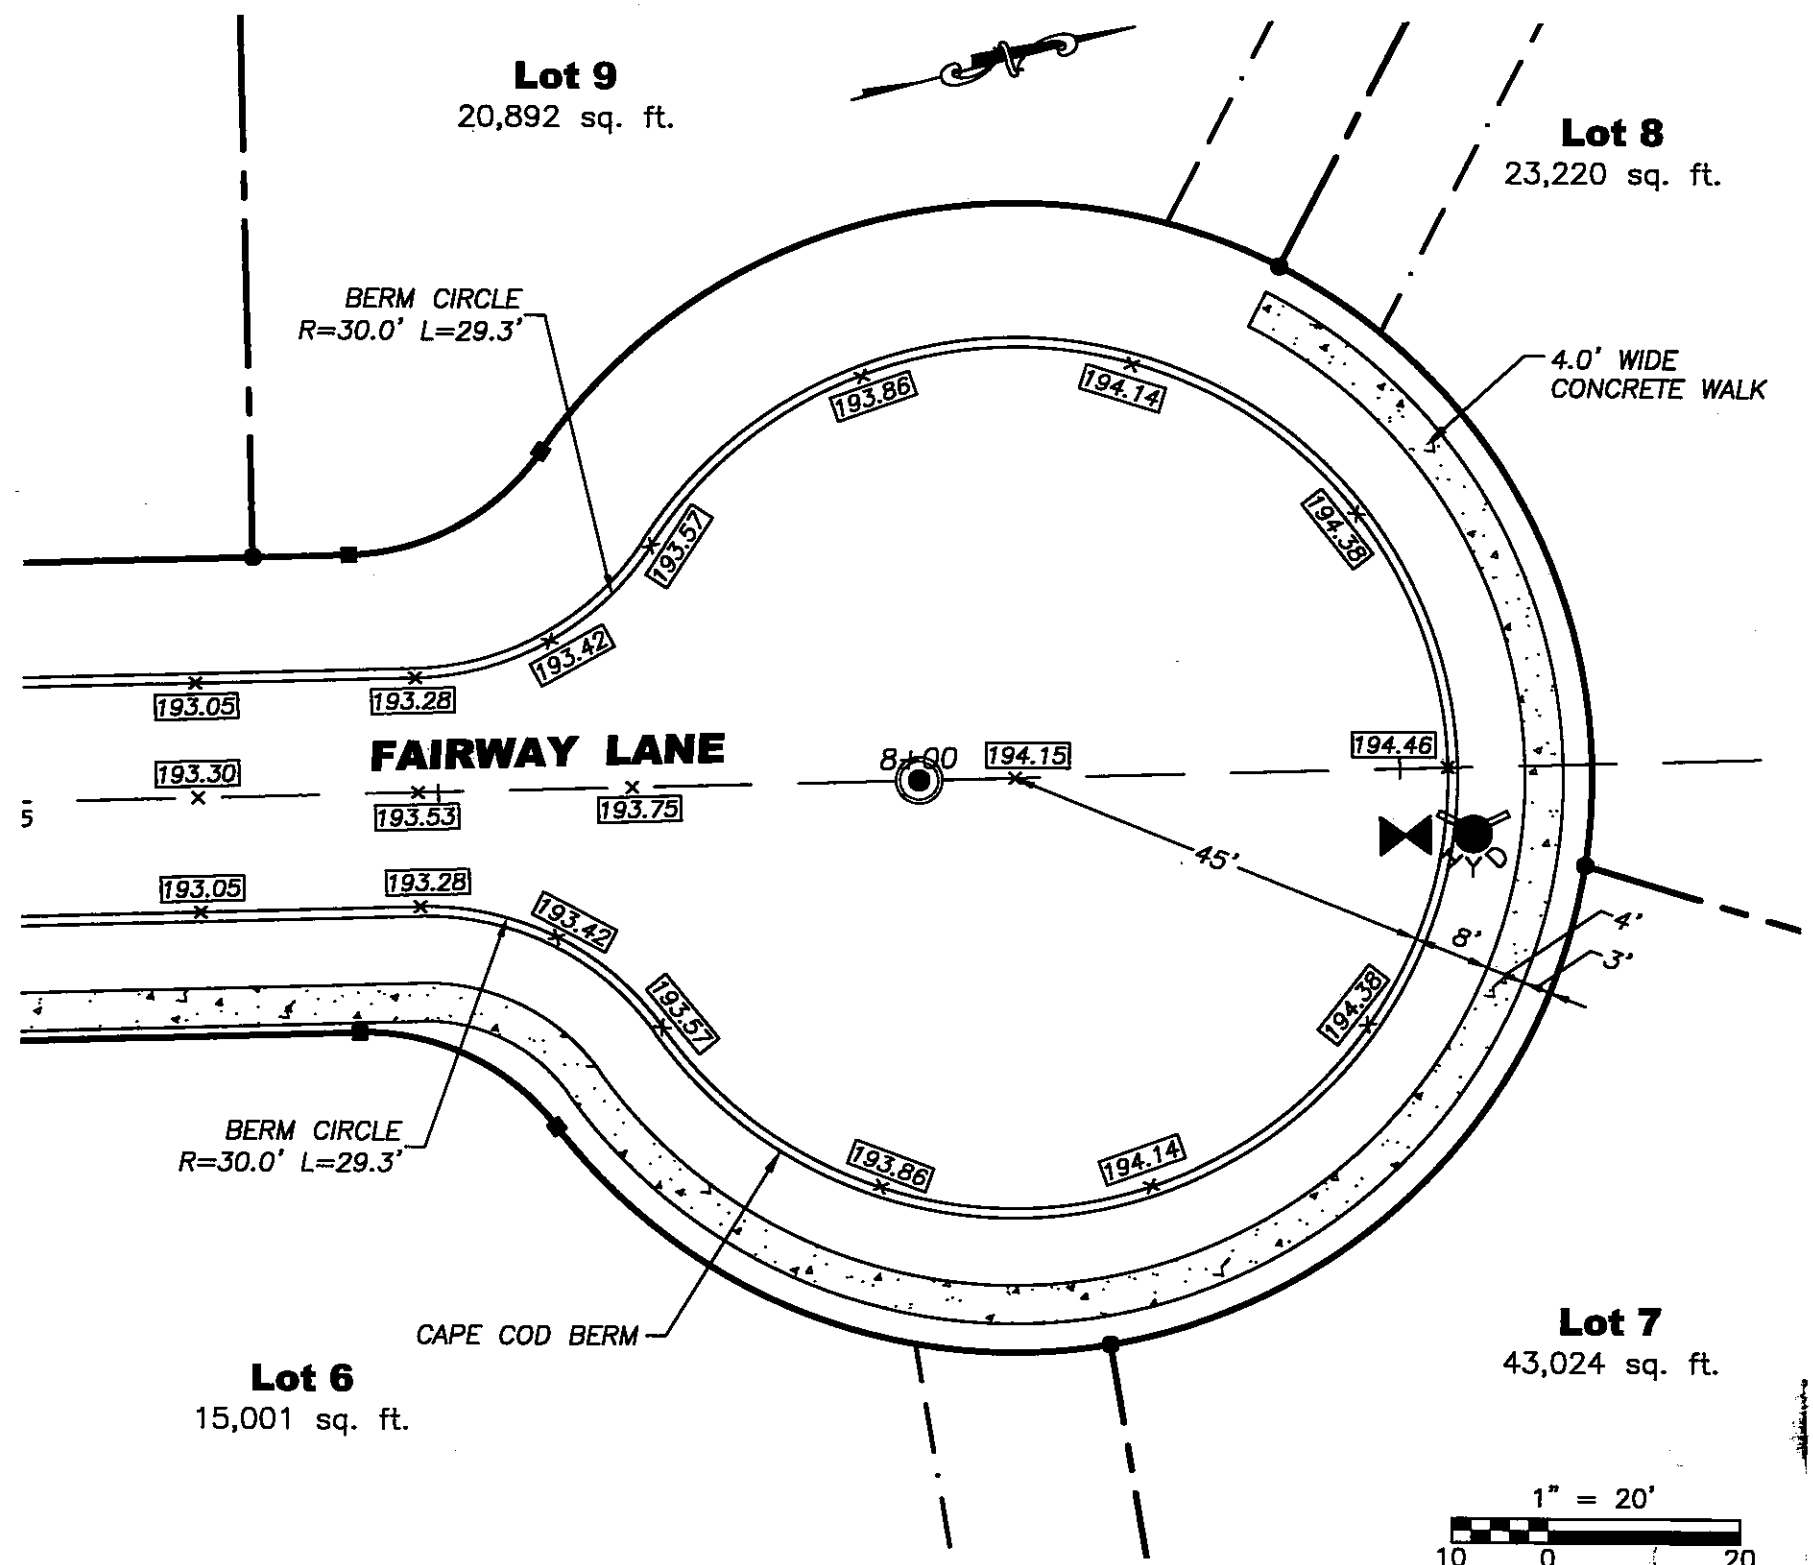 Lot 9
20,892 sq. ft.
Lot 8
23,220 sq. ft.
BERM CIRCLE
R=30.0' L=29.3'
4.0' WIDE
CONCRETE WALK
193.86
194.14
193.57
194.38
193.42
193.05
193.28
FAIRWAY LANE
8+00
194.15
194.46
193.30
193.53
193.75
5
45'
HYD
193.05
193.28
193.42
8'
4'
3'
193.57
194.38
BERM CIRCLE
R=30.0' L=29.3'
193.86
194.14
CAPE COD BERM
Lot 7
43,024 sq. ft.
Lot 6
15,001 sq. ft.
1" = 20'
10 0 20